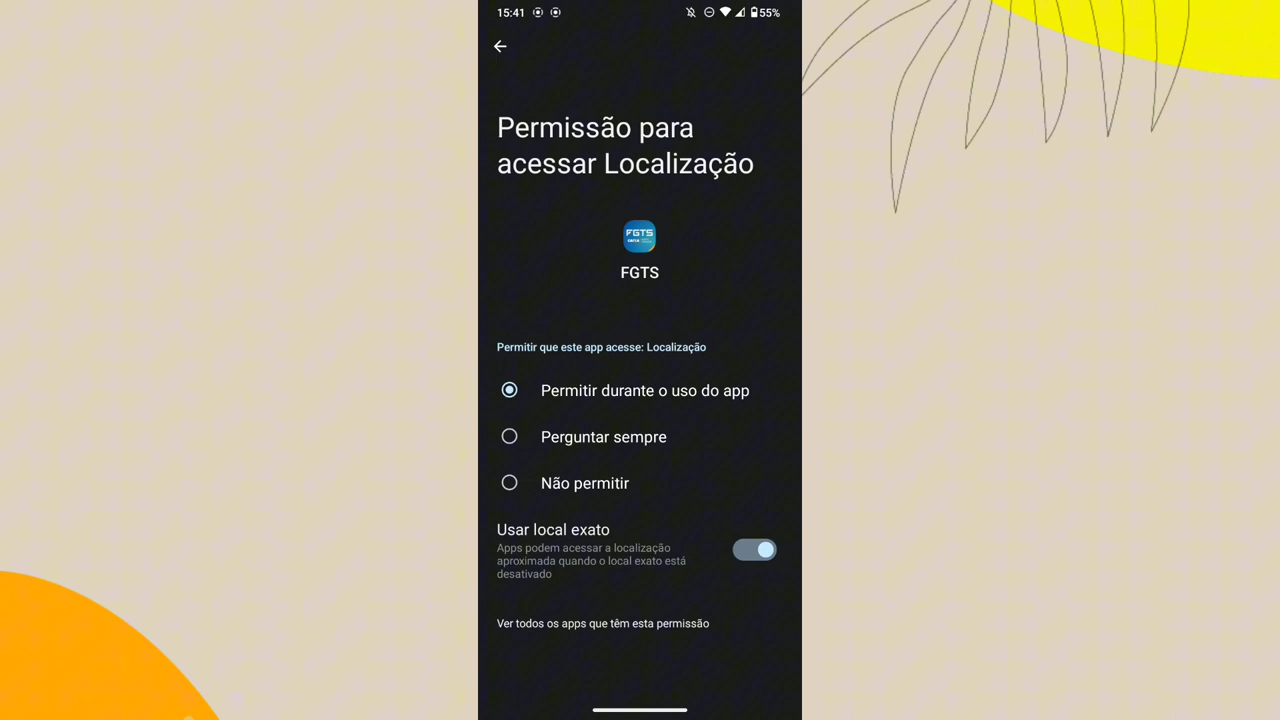 15:41
55%
Permissão para
acessar Localização
FGTS
CAIXA
FGTS
Permitir que este app acesse: Localização
Permitir durante o uso do app
Perguntar sempre
Não permitir
Usar local exato
Apps podem acessar a localização
aproximada quando o local exato está
desativado
Ver todos os apps que têm esta permissão